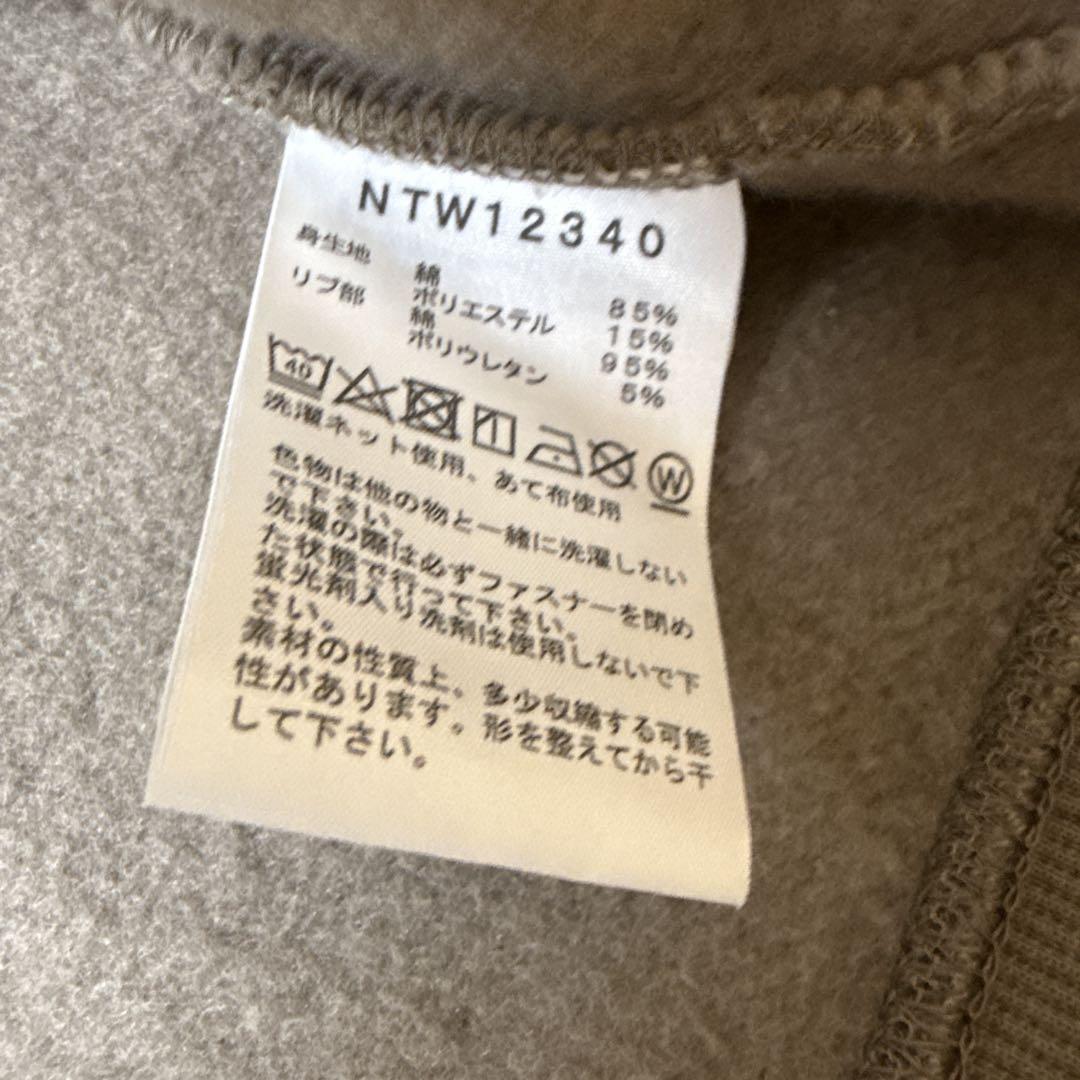 NTW12340
身生地 綿 85%
ポリエステル 15%
リブ部 綿 95%
ポリウレタン 5%
40
W
洗濯ネット使用、あて布使用
色物は他の物と一緒に洗濯しない
で下さい。
洗濯の際は必ずファスナーを閉め
た状態で行って下さい。
蛍光剤入り洗剤は使用しないで下
さい。
素材の性質上、多少収縮する可能
性があります。形を整えてから干
して下さい。